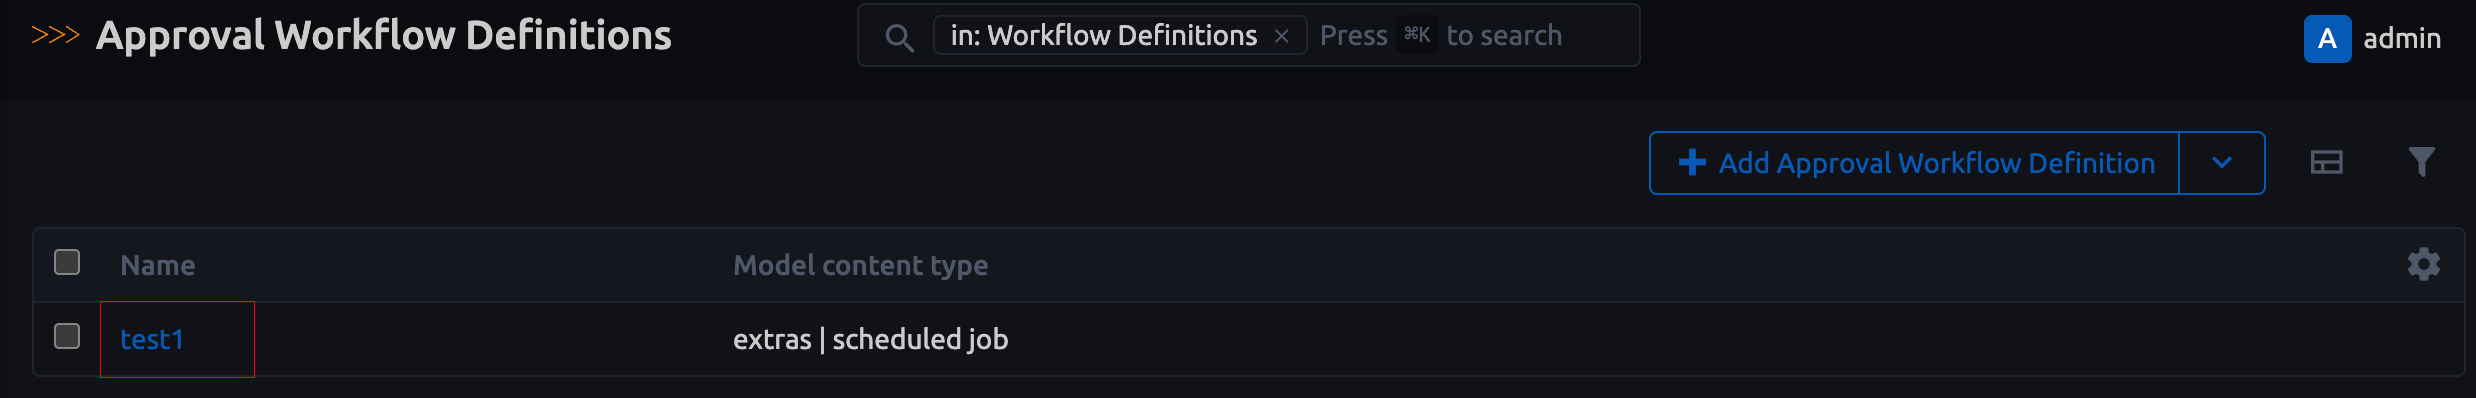 >>> Approval Workflow Definitions
in: Workflow Definitions × Press ⌘K to search
A admin
+ Add Approval Workflow Definition
Name Model content type
test1 extras | scheduled job